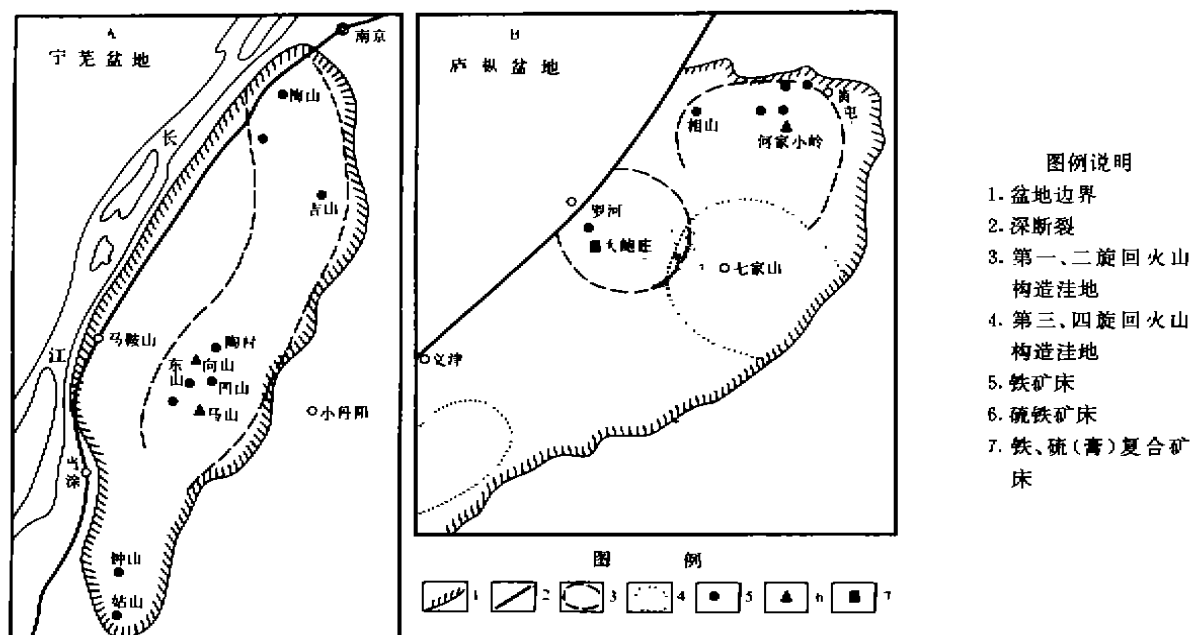 A
宁芜盆地
南京
梅山
长
吉山
江
马鞍山
陶村
东山
向山
凹山
马山
小丹阳
当涂
钟山
姑山
B
庐枞盆地
黄屯
何家小岭
罗河
大鲍庄
七家山
义津
图 例
1 2 3 4 5 6 7
图例说明
1. 盆地边界
2. 深断裂
3. 第一、二旋回火山
构造洼地
4. 第三、四旋回火山
构造洼地
5. 铁矿床
6. 硫铁矿床
7. 铁、硫(膏)复合矿
床